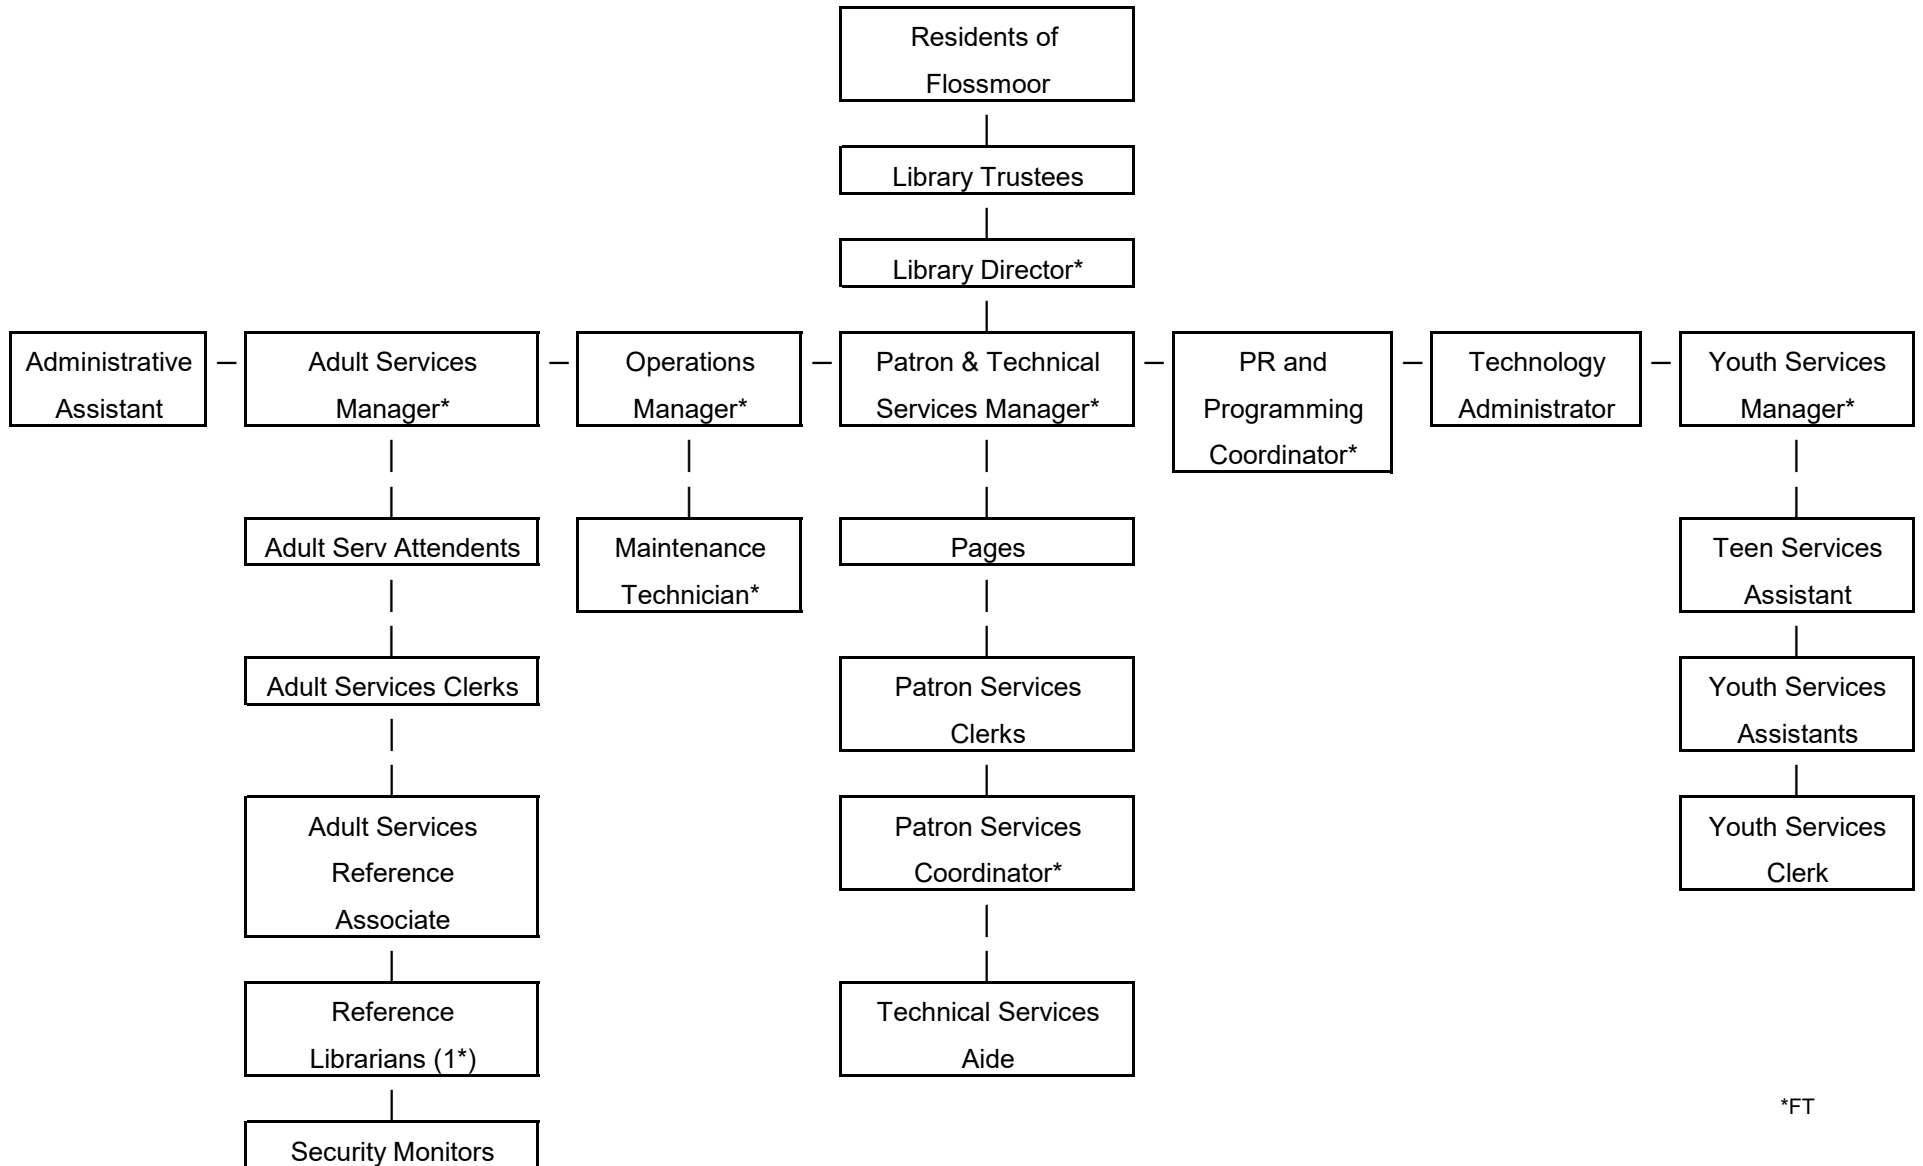 Residents of
Flossmoor
Library Trustees
Library Director*
Administrative
Assistant
Adult Services
Manager*
Operations
Manager*
Patron & Technical
Services Manager*
PR and
Programming
Coordinator*
Technology
Administrator
Youth Services
Manager*
Adult Serv Attendents
Adult Services Clerks
Adult Services
Reference
Associate
Reference
Librarians (1*)
Security Monitors
Maintenance
Technician*
Pages
Patron Services
Clerks
Patron Services
Coordinator*
Technical Services
Aide
Teen Services
Assistant
Youth Services
Assistants
Youth Services
Clerk
*FT